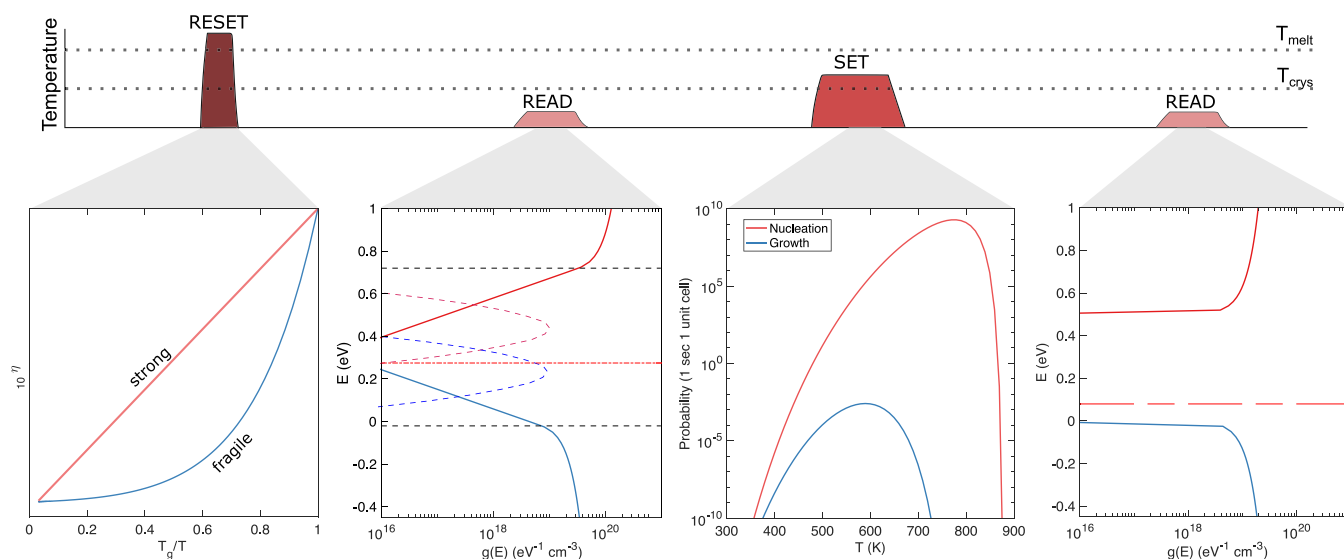 RESET
T_melt
SET
T_crys
READ
READ
Temperature
strong
fragile
10 η
0
0.2
0.4
0.6
0.8
1
T_g/T
1
0.8
0.6
0.4
0.2
0
-0.2
-0.4
E (eV)
10^16
10^18
10^20
g(E) (eV^-1 cm^-3)
Nucleation
Growth
10^10
10^5
10^0
10^-5
10^-10
Probability (1 sec 1 unit cell)
300
400
500
600
700
800
900
T (K)
1
0.8
0.6
0.4
0.2
0
-0.2
-0.4
E (eV)
10^16
10^18
10^20
g(E) (eV^-1 cm^-3)